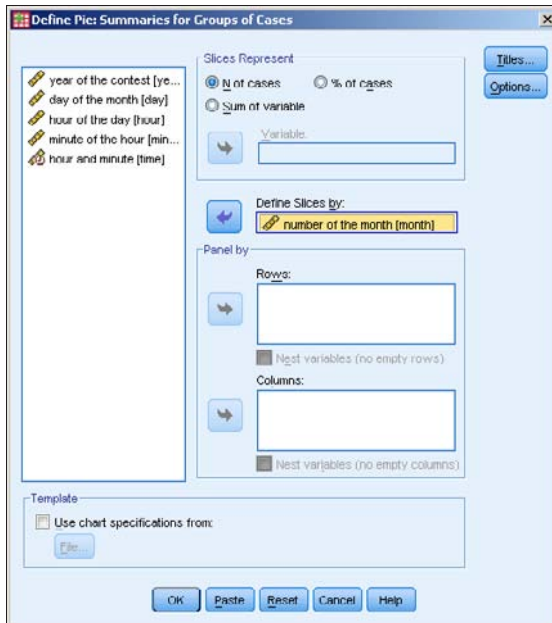 Define Pie: Summaries for Groups of Cases
year of the contest [ye...
day of the month [day]
hour of the day [hour]
minute of the hour [min...
hour and minute [time]
Slices Represent
N of cases
% of cases
Sum of variable
Variable:
Define Slices by:
number of the month [month]
Panel by
Rows:
Nest variables (no empty rows)
Columns:
Nest variables (no empty columns)
Titles...
Options...
Template
Use chart specifications from:
File...
OK Paste Reset Cancel Help